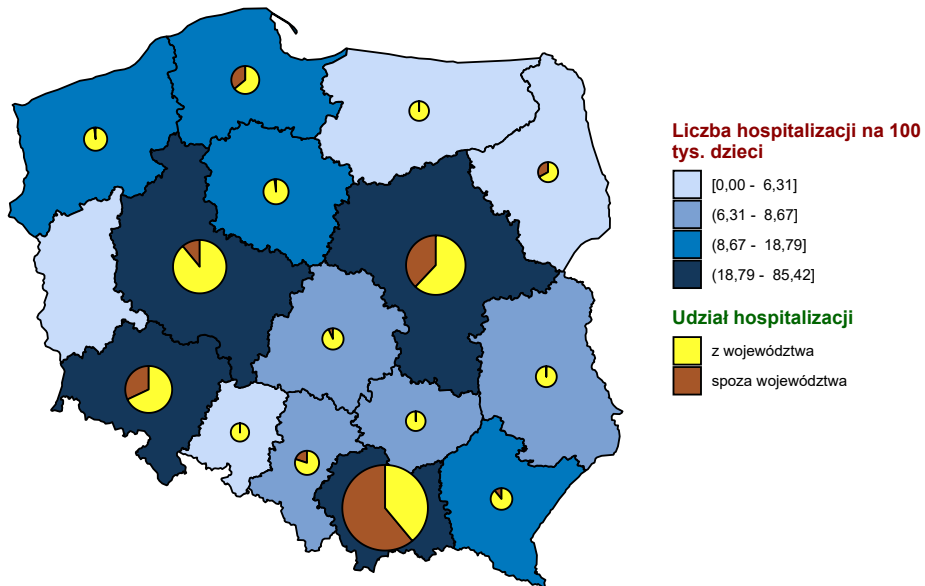 Liczba hospitalizacji na 100
tys. dzieci
[0,00 - 6,31]
(6,31 - 8,67]
(8,67 - 18,79]
(18,79 - 85,42]
Udział hospitalizacji
z województwa
spoza województwa